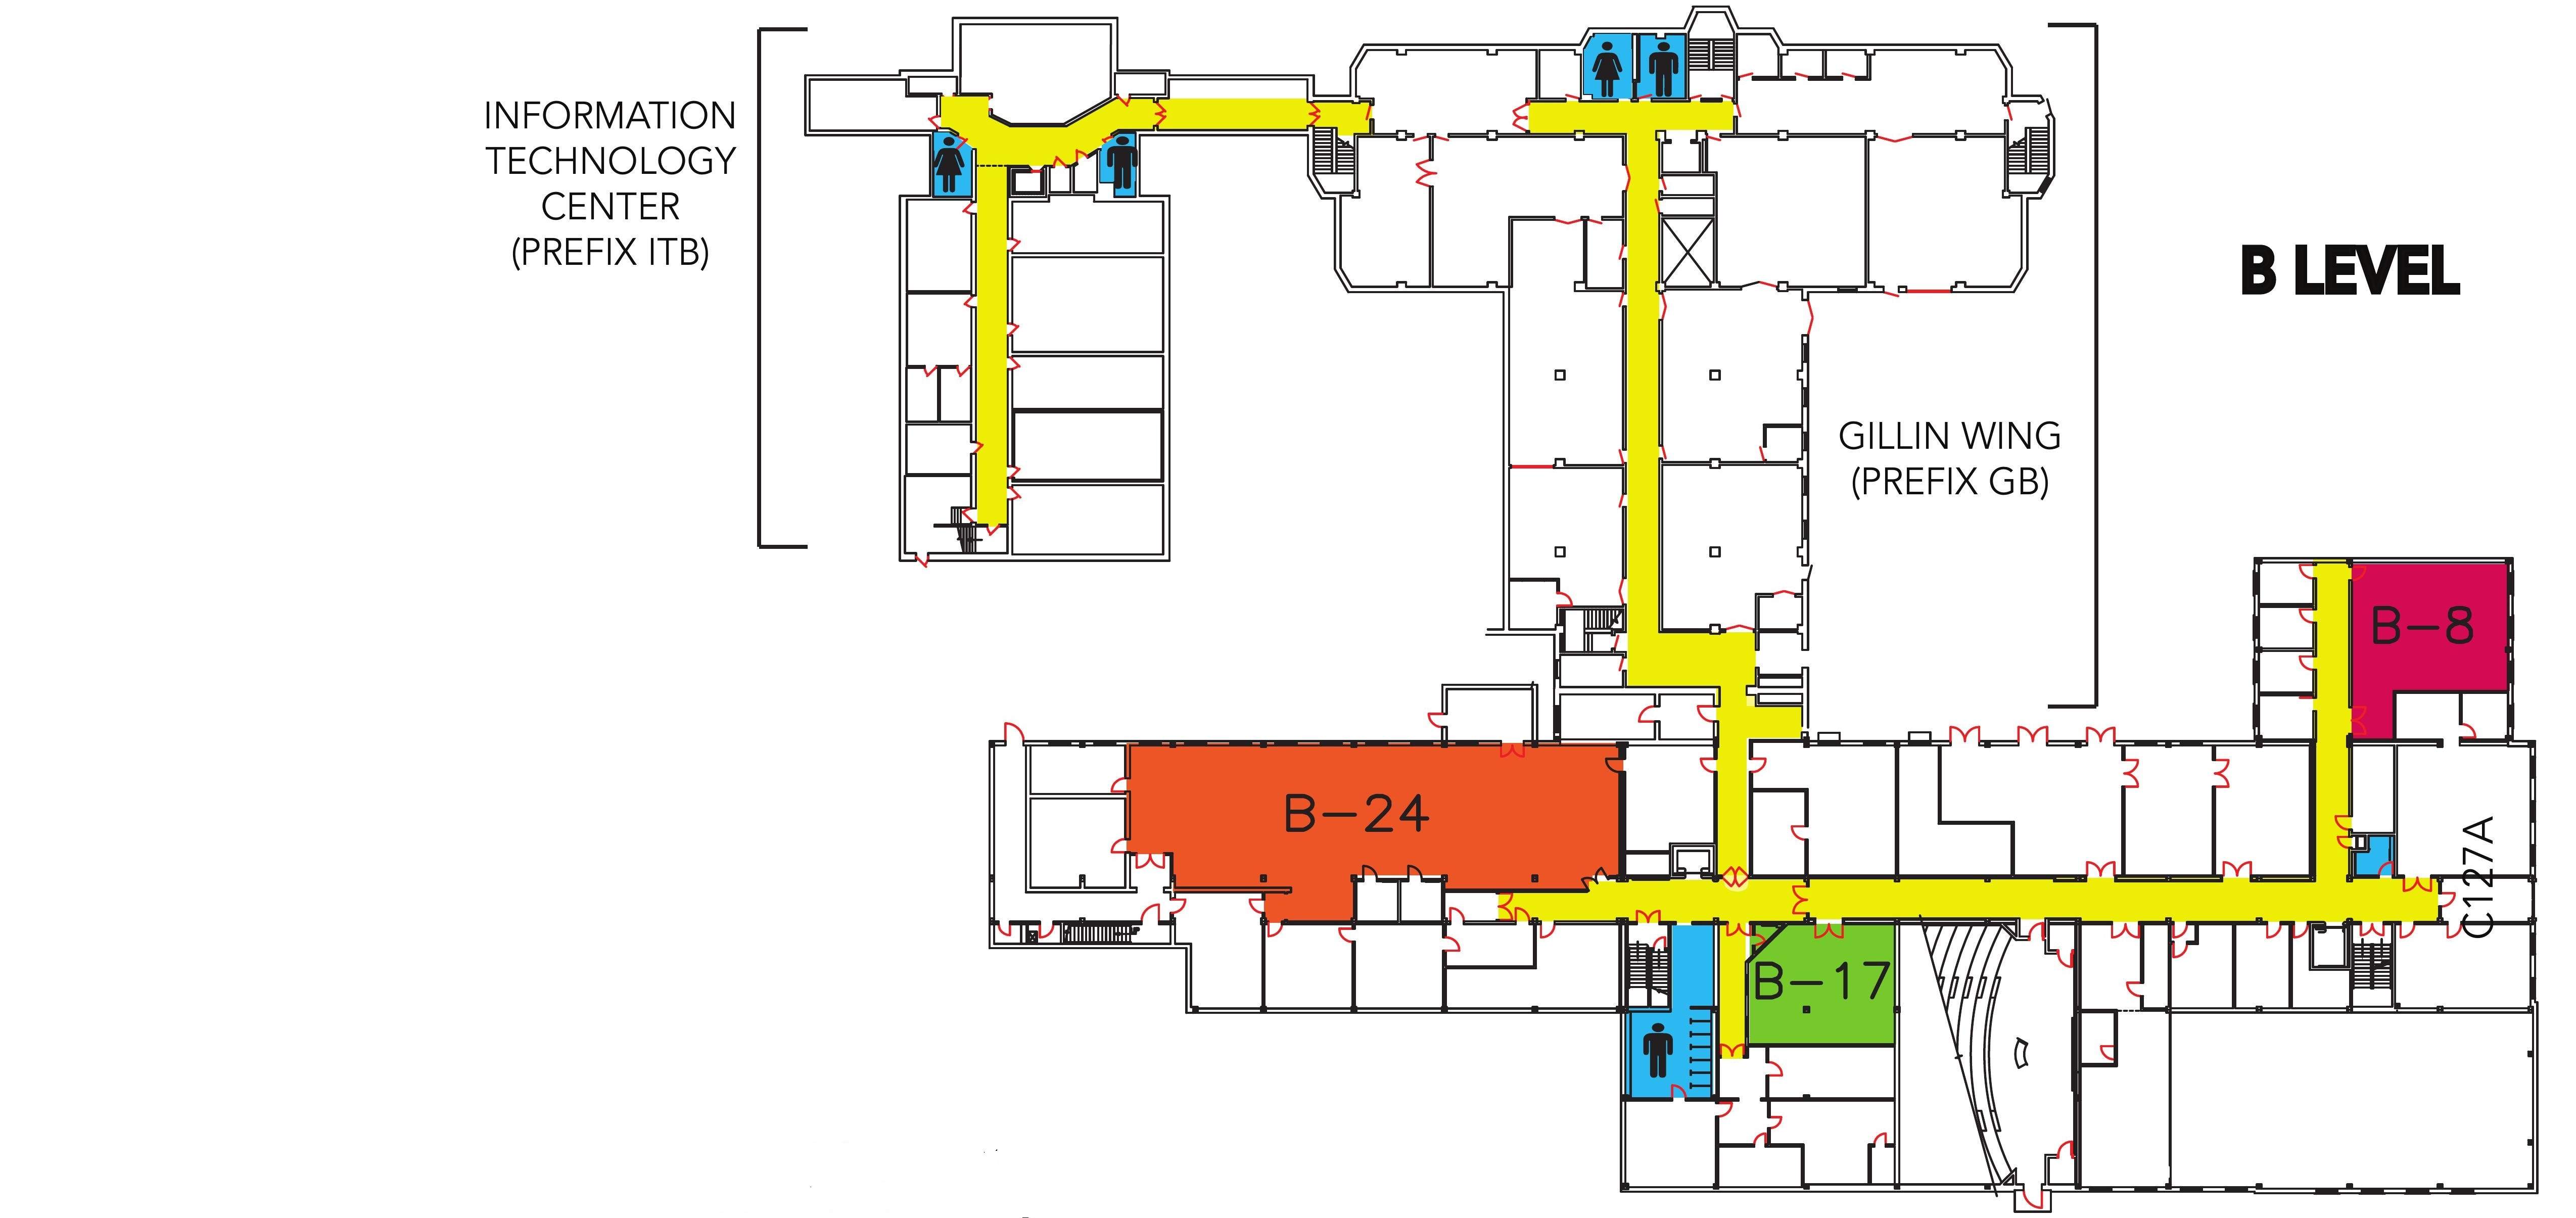 INFORMATION
TECHNOLOGY
CENTER
(PREFIX ITB)
B LEVEL
GILLIN WING
(PREFIX GB)
B-8
B-24
C127A
B-17